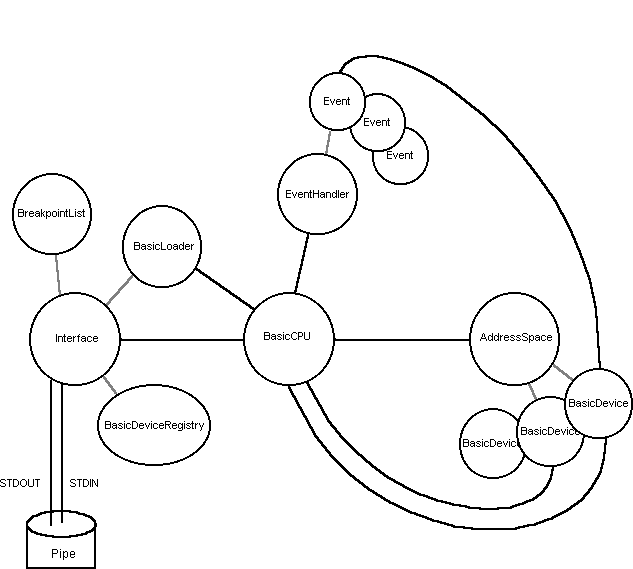 Event
Event
Event
EventHandler
BreakpointList
BasicLoader
Interface
BasicCPU
AddressSpace
BasicDevice
BasicDevice
BasicDevice
BasicDeviceRegistry
STDOUT
STDIN
Pipe